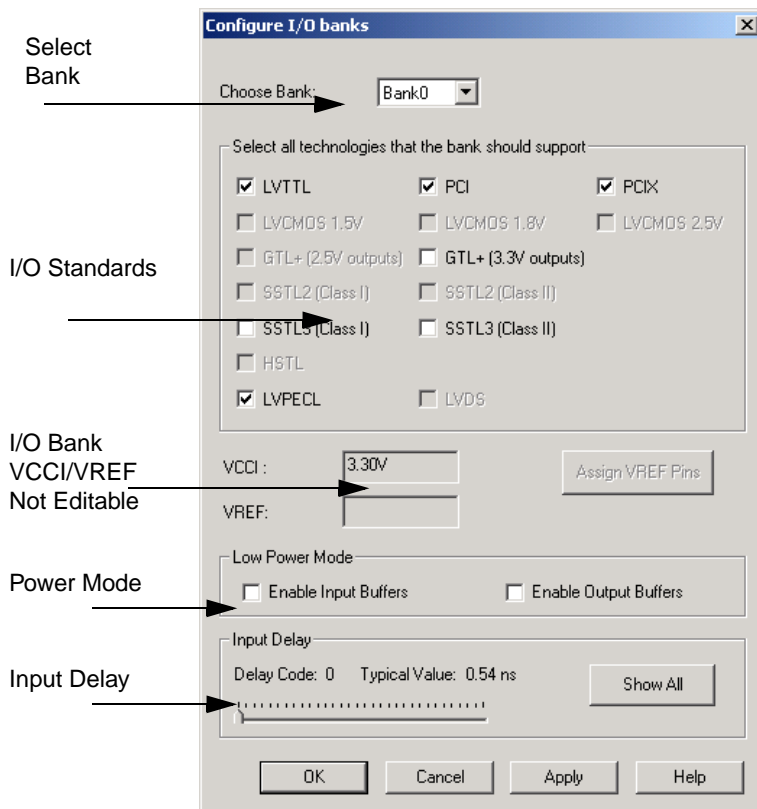 Configure I/O banks
Select
Bank
Choose Bank: Bank0
Select all technologies that the bank should support
LVTTL PCI PCIX
LVCMOS 1.5V LVCMOS 1.8V LVCMOS 2.5V
I/O Standards
GTL+ (2.5V outputs) GTL+ (3.3V outputs)
SSTL2 (Class I) SSTL2 (Class II)
SSTL3 (Class I) SSTL3 (Class II)
HSTL
LVPECL LVDS
I/O Bank
VCCI/VREF
Not Editable
VCCI : 3.30V Assign VREF Pins
VREF:
Low Power Mode
Power Mode
Enable Input Buffers Enable Output Buffers
Input Delay
Input Delay
Delay Code: 0 Typical Value: 0.54 ns Show All
OK Cancel Apply Help